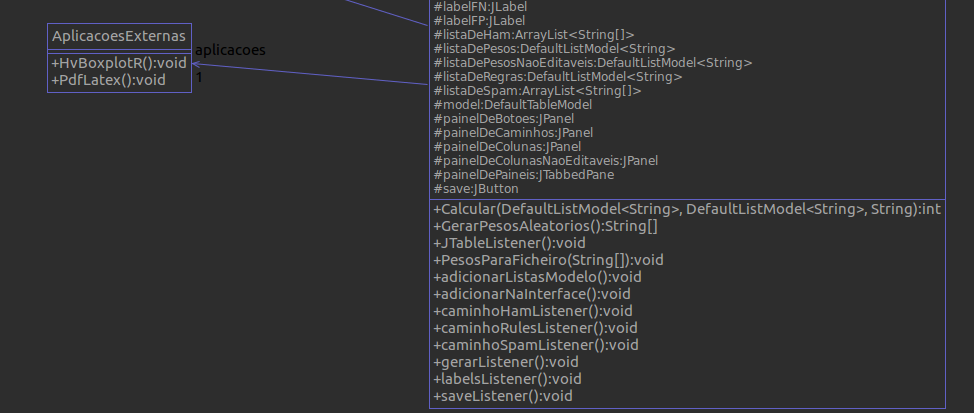 AplicacoesExternas
+HvBoxplotR():void
+PdfLatex():void
aplicacoes
1
#labelFN:JLabel
#labelFP:JLabel
#listaDeHam:ArrayList<String[]>
#listaDePesos:DefaultListModel<String>
#listaDePesosNaoEditaveis:DefaultListModel<String>
#listaDeRegras:DefaultListModel<String>
#listaDeSpam:ArrayList<String[]>
#model:DefaultTableModel
#painelDeBotoes:JPanel
#painelDeCaminhos:JPanel
#painelDeColunas:JPanel
#painelDeColunasNaoEditaveis:JPanel
#painelDePaineis:JTabbedPane
#save:JButton
+Calcular(DefaultListModel<String>, DefaultListModel<String>, String):int
+GerarPesosAleatorios():String[]
+JTableListener():void
+PesosParaFicheiro(String[]):void
+adicionarListasModelo():void
+adicionarNaInterface():void
+caminhoHamListener():void
+caminhoRulesListener():void
+caminhoSpamListener():void
+gerarListener():void
+labelsListener():void
+saveListener():void